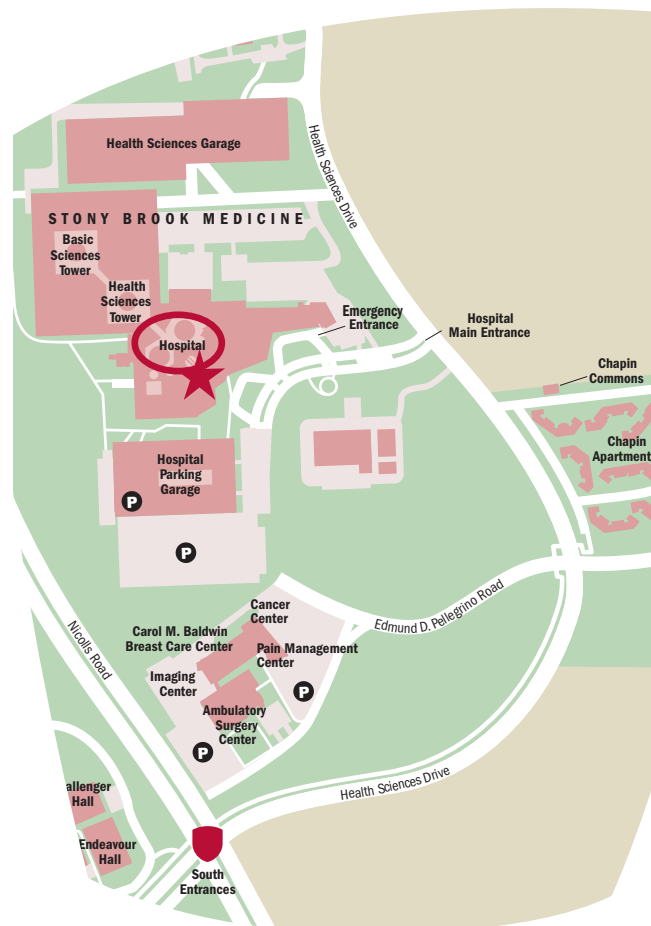 Health Sciences Garage
Health Sciences Drive
STONY BROOK MEDICINE
Basic
Sciences
Tower
Health
Sciences
Tower
Hospital
Emergency
Entrance
Hospital
Main Entrance
Chapin
Commons
Chapin
Apartment
Hospital
Parking
Garage
P
P
Cancer
Center
Edmund D. Pellegrino Road
Carol M. Baldwin
Breast Care Center
Pain Management
Center
Nicolls Road
Imaging
Center
P
Ambulatory
Surgery
Center
P
Health Sciences Drive
allenger
Hall
Endeavour
Hall
South
Entrances